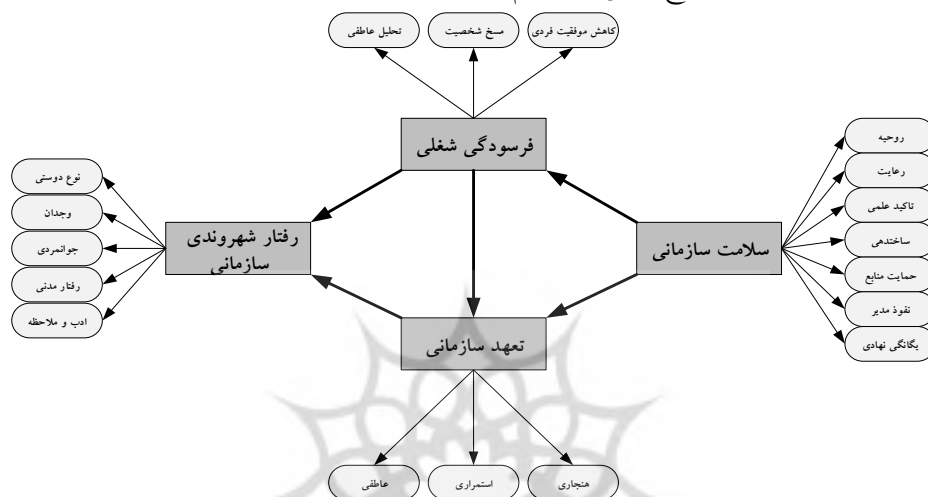 کاهش موفقیت فردی
مسخ شخصیت
تحلیل عاطفی
فرسودگی شغلی
روحیه
رعایت
تاکید علمی
ساختدهی
حمایت منابع
نفوذ مدیر
یگانگی نهادی
سلامت سازمانی
نوع دوستی
وجدان
جوانمردی
رفتار مدنی
ادب و ملاحظه
رفتار شهروندی
سازمانی
تعهد سازمانی
هنجاری
استمراری
عاطفی